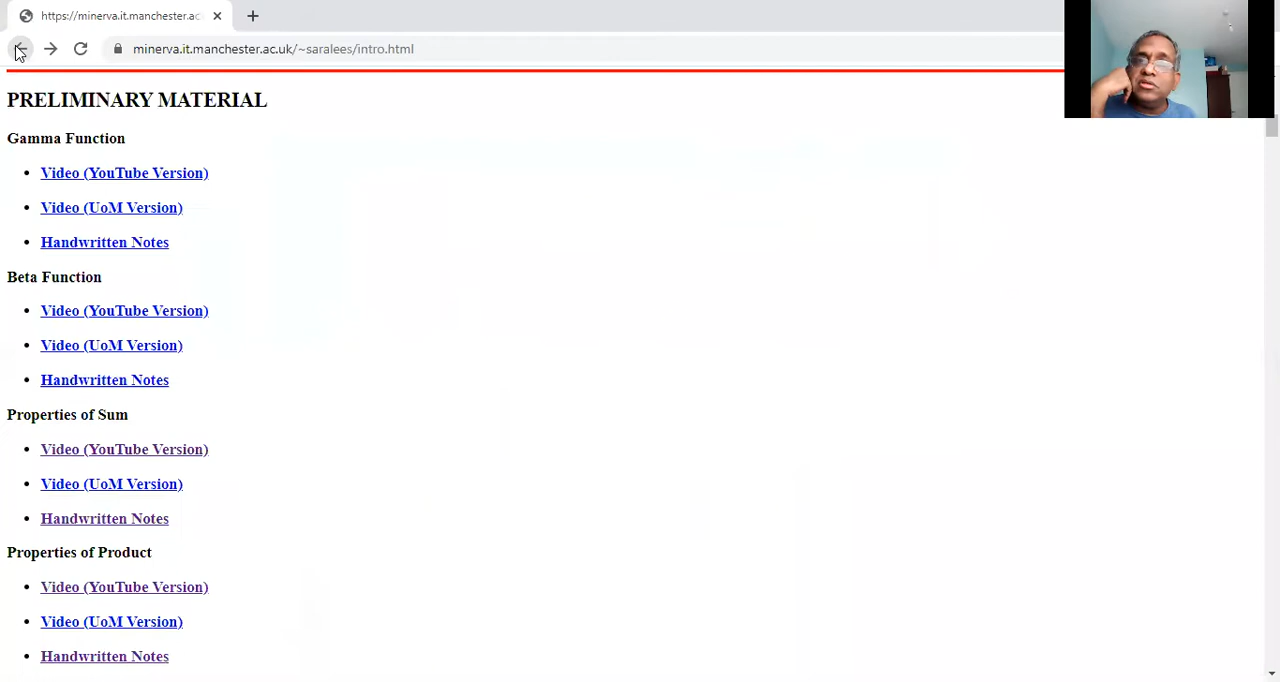 https://minerva.it.manchester.ac
minerva.it.manchester.ac.uk/~saralees/intro.html
PRELIMINARY MATERIAL
Gamma Function
• Video (YouTube Version)
• Video (UoM Version)
• Handwritten Notes
Beta Function
• Video (YouTube Version)
• Video (UoM Version)
• Handwritten Notes
Properties of Sum
• Video (YouTube Version)
• Video (UoM Version)
• Handwritten Notes
Properties of Product
• Video (YouTube Version)
• Video (UoM Version)
• Handwritten Notes